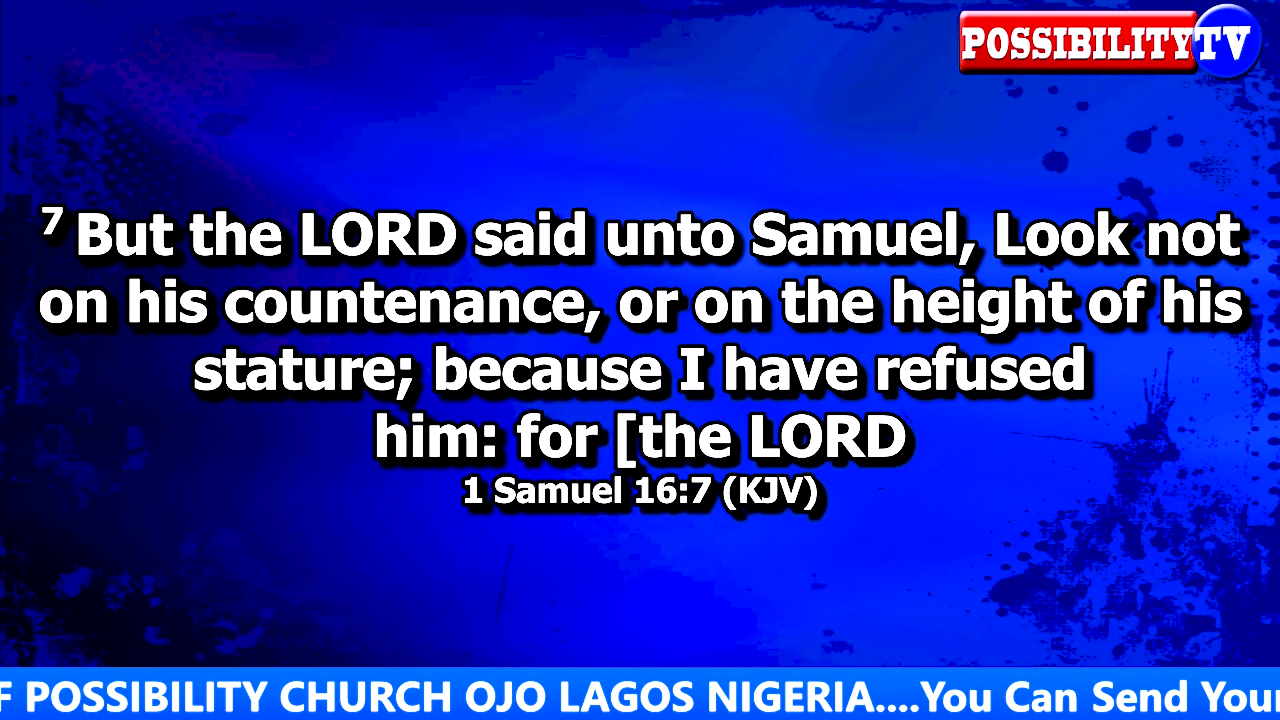 POSSIBILITYTV
7 But the LORD said unto Samuel, Look not
on his countenance, or on the height of his
stature; because I have refused
him: for [the LORD
1 Samuel 16:7 (KJV)
F POSSIBILITY CHURCH OJO LAGOS NIGERIA....You Can Send Your